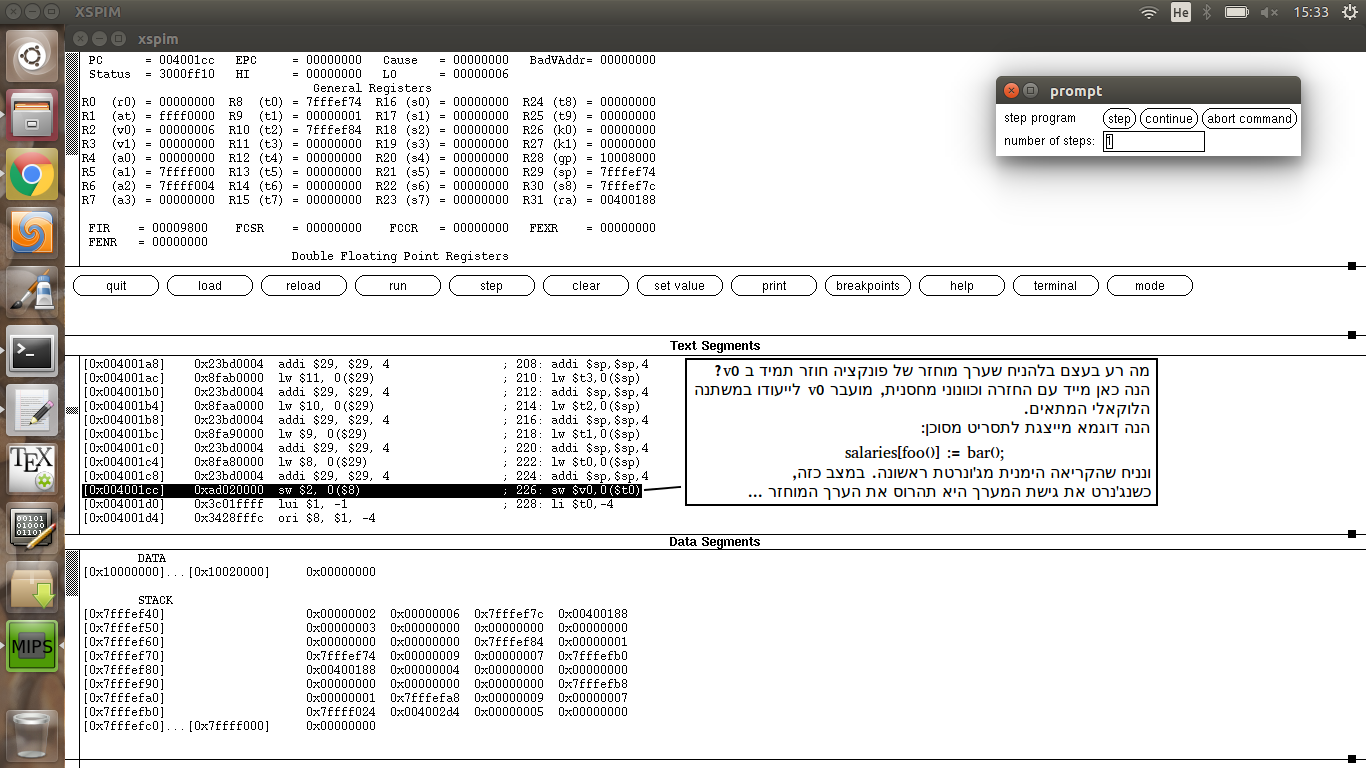 XSPIM
He
15:33
xspim
PC = 004001cc EPC = 00000000 Cause = 00000000 BadVAddr= 00000000
Status = 3000ff10 HI = 00000000 LO = 00000006
General Registers
R0 (r0) = 00000000 R8 (t0) = 7fffef74 R16 (s0) = 00000000 R24 (t8) = 00000000
R1 (at) = ffff0000 R9 (t1) = 00000001 R17 (s1) = 00000000 R25 (t9) = 00000000
R2 (v0) = 00000006 R10 (t2) = 7fffef84 R18 (s2) = 00000000 R26 (k0) = 00000000
R3 (v1) = 00000000 R11 (t3) = 00000000 R19 (s3) = 00000000 R27 (k1) = 00000000
R4 (a0) = 00000000 R12 (t4) = 00000000 R20 (s4) = 00000000 R28 (gp) = 10008000
R5 (a1) = 7ffff000 R13 (t5) = 00000000 R21 (s5) = 00000000 R29 (sp) = 7fffef74
R6 (a2) = 7ffff004 R14 (t6) = 00000000 R22 (s6) = 00000000 R30 (s8) = 7fffef7c
R7 (a3) = 00000000 R15 (t7) = 00000000 R23 (s7) = 00000000 R31 (ra) = 00400188
FIR = 00009800 FCSR = 00000000 FCCR = 00000000 FEXR = 00000000
FENR = 00000000
Double Floating Point Registers
prompt
step program step continue abort command
number of steps: 1
quit load reload run step clear set value print breakpoints help terminal mode
Text Segments
[0x004001a8] 0x23bd0004 addi $29, $29, 4 ; 208: addi $sp,$sp,4
[0x004001ac] 0x8fab0000 lw $11, 0($29) ; 210: lw $t3,0($sp)
[0x004001b0] 0x23bd0004 addi $29, $29, 4 ; 212: addi $sp,$sp,4
[0x004001b4] 0x8faa0000 lw $10, 0($29) ; 214: lw $t2,0($sp)
[0x004001b8] 0x23bd0004 addi $29, $29, 4 ; 216: addi $sp,$sp,4
[0x004001bc] 0x8fa90000 lw $9, 0($29) ; 218: lw $t1,0($sp)
[0x004001c0] 0x23bd0004 addi $29, $29, 4 ; 220: addi $sp,$sp,4
[0x004001c4] 0x8fa80000 lw $8, 0($29) ; 222: lw $t0,0($sp)
[0x004001c8] 0x23bd0004 addi $29, $29, 4 ; 224: addi $sp,$sp,4
[0x004001cc] 0xad020000 sw $2, 0($8) ; 226: sw $v0,0($t0)
[0x004001d0] 0x3c01ffff lui $1, -1 ; 228: li $t0,-4
[0x004001d4] 0x3428fffc ori $8, $1, -4
מה רע בעצם בלהניח שערך מוחזר של פונקציה חוזר תמיד ב v0?
הנה כאן מייד עם החזרה וכוונוני מחסנית, מועבר v0 לייעודו במשתנה
הלוקאלי המתאים.
הנה דוגמא מייצגת לתסריט מסוכן:
salaries[foo()] := bar();
ונניח שהקריאה הימנית מג'ונרטת ראשונה. במצב כזה,
כשנג'נרט את גישת המערך היא תהרוס את הערך המוחזר ...
Data Segments
DATA
[0x10000000]...[0x10020000] 0x00000000
STACK
[0x7fffef40] 0x00000002 0x00000006 0x7fffef7c 0x00400188
[0x7fffef50] 0x00000003 0x00000000 0x00000000 0x00000000
[0x7fffef60] 0x00000000 0x00000000 0x7fffef84 0x00000001
[0x7fffef70] 0x7fffef74 0x00000009 0x00000007 0x7fffefb0
[0x7fffef80] 0x00400188 0x00000004 0x00000000 0x00000000
[0x7fffef90] 0x00000000 0x00000000 0x00000000 0x7fffefb8
[0x7fffefa0] 0x00000001 0x7fffefa8 0x00000009 0x00000007
[0x7fffefb0] 0x7ffff024 0x004002d4 0x00000005 0x00000000
[0x7fffefc0]...[0x7ffff000] 0x00000000
TEX
MIPS